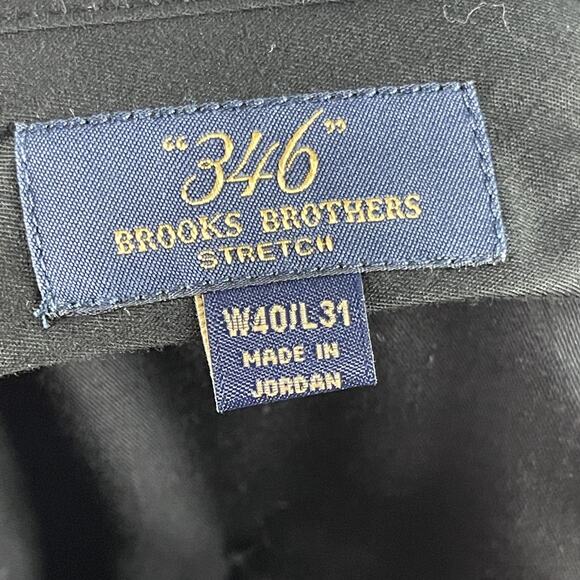 "346"
BROOKS BROTHERS
STRETCH
W40/L31
MADE IN
JORDAN